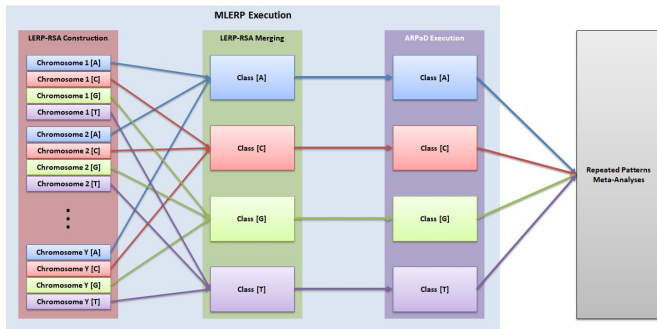 MLERP Execution
LERP-RSA Construction
Chromosome 1 [A]
Chromosome 1 [C]
Chromosome 1 [G]
Chromosome 1 [T]
Chromosome 2 [A]
Chromosome 2 [C]
Chromosome 2 [G]
Chromosome 2 [T]
Chromosome Y [A]
Chromosome Y [C]
Chromosome Y [G]
Chromosome Y [T]
LERP-RSA Merging
Class [A]
Class [C]
Class [G]
Class [T]
ARPaD Execution
Class [A]
Class [C]
Class [G]
Class [T]
Repeated Patterns
Meta-Analyses